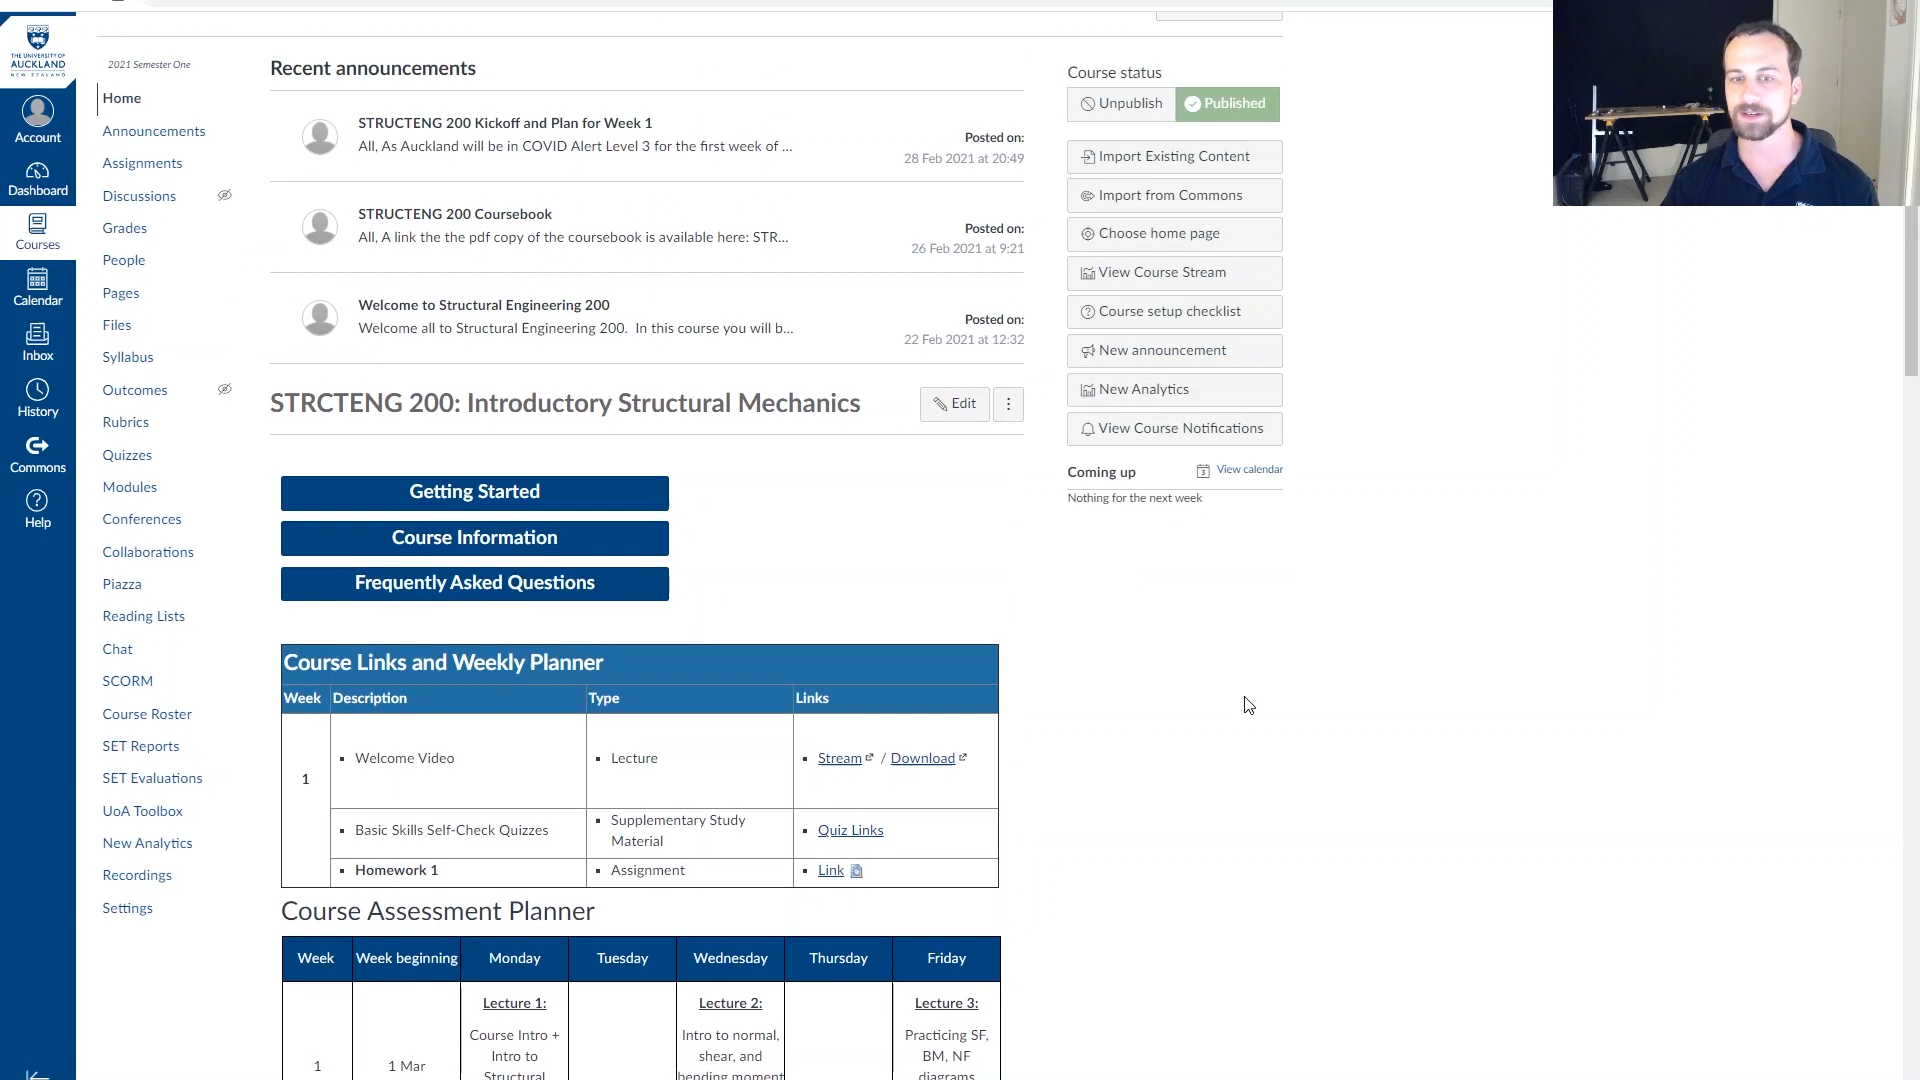 THE UNIVERSITY OF
AUCKLAND
NEW ZEALAND
Account
Dashboard
Courses
Calendar
Inbox
History
Commons
Help
2021 Semester One
Home
Announcements
Assignments
Discussions
Grades
People
Pages
Files
Syllabus
Outcomes
Rubrics
Quizzes
Modules
Conferences
Collaborations
Piazza
Reading Lists
Chat
SCORM
Course Roster
SET Reports
SET Evaluations
UoA Toolbox
New Analytics
Recordings
Settings
Recent announcements
STRUCTENG 200 Kickoff and Plan for Week 1
All, As Auckland will be in COVID Alert Level 3 for the first week of ...
Posted on:
28 Feb 2021 at 20:49
STRUCTENG 200 Coursebook
All, A link the the pdf copy of the coursebook is available here: STR...
Posted on:
26 Feb 2021 at 9:21
Welcome to Structural Engineering 200
Welcome all to Structural Engineering 200. In this course you will b...
Posted on:
22 Feb 2021 at 12:32
STRCTENG 200: Introductory Structural Mechanics
Edit
Getting Started
Course Information
Frequently Asked Questions
Course Links and Weekly Planner
Week Description Type Links
1
Welcome Video Lecture Stream / Download
Basic Skills Self-Check Quizzes Supplementary Study
Material
Quiz Links
Homework 1 Assignment Link
Course Assessment Planner
Week Week beginning Monday Tuesday Wednesday Thursday Friday
1 1 Mar
Lecture 1:
Course Intro +
Intro to
Structural
Lecture 2:
Intro to normal,
shear, and
bending moment
Lecture 3:
Practicing SF,
BM, NF
diagrams
Course status
Unpublish Published
Import Existing Content
Import from Commons
Choose home page
View Course Stream
Course setup checklist
New announcement
New Analytics
View Course Notifications
Coming up 3 View calendar
Nothing for the next week